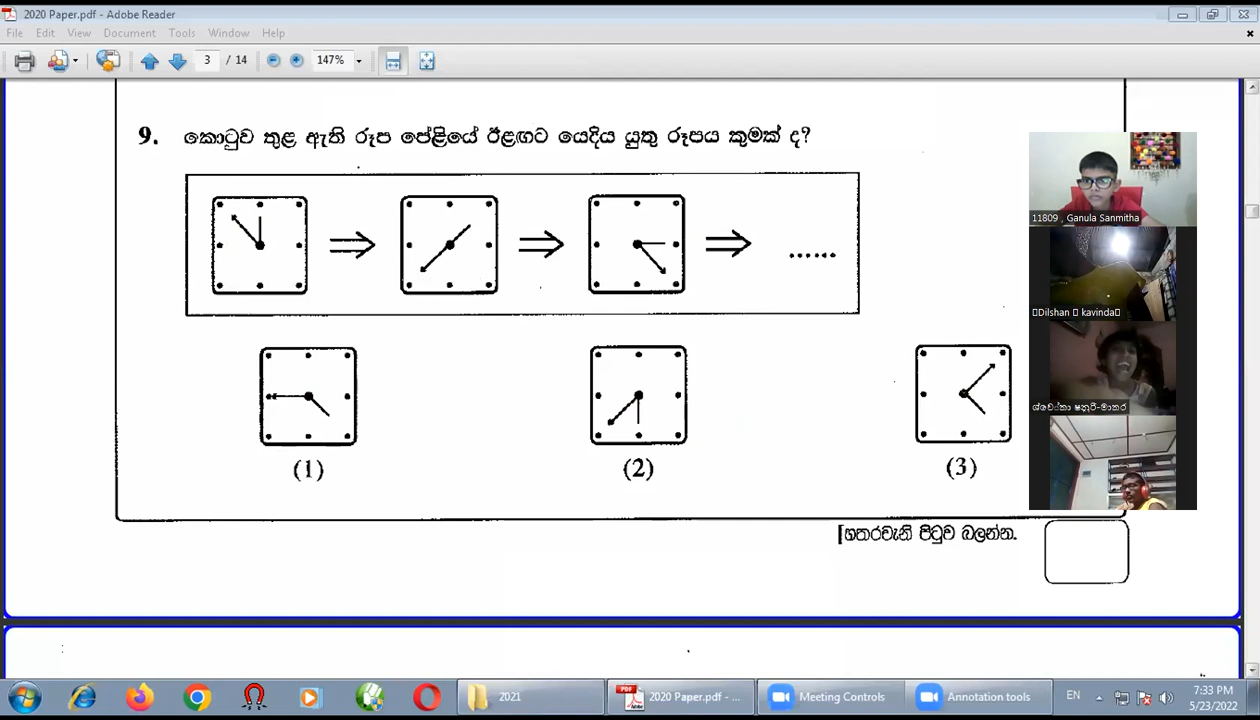 2020 Paper.pdf - Adobe Reader
File Edit View Document Tools Window Help
3 / 14 147%
9. කොටුව තුළ ඇති රූප පේළියේ ඊළඟට යෙදිය යුතු රූපය කුමක් ද?
......
(1) (2) (3)
[හතරවැනි පිටුව බලන්න.
11809 , Ganula Sanmitha
Dilshan kavinda
2021 2020 Paper.pdf - ... Meeting Controls Annotation tools EN 7:33 PM
5/23/2022